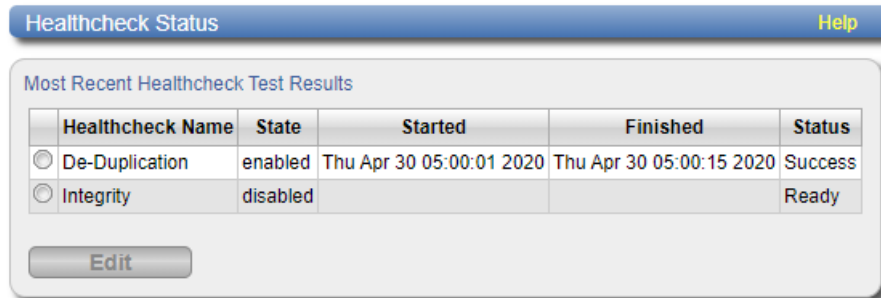 Healthcheck Status Help
Most Recent Healthcheck Test Results
Healthcheck Name State Started Finished Status
De-Duplication enabled Thu Apr 30 05:00:01 2020 Thu Apr 30 05:00:15 2020 Success
Integrity disabled Ready
Edit